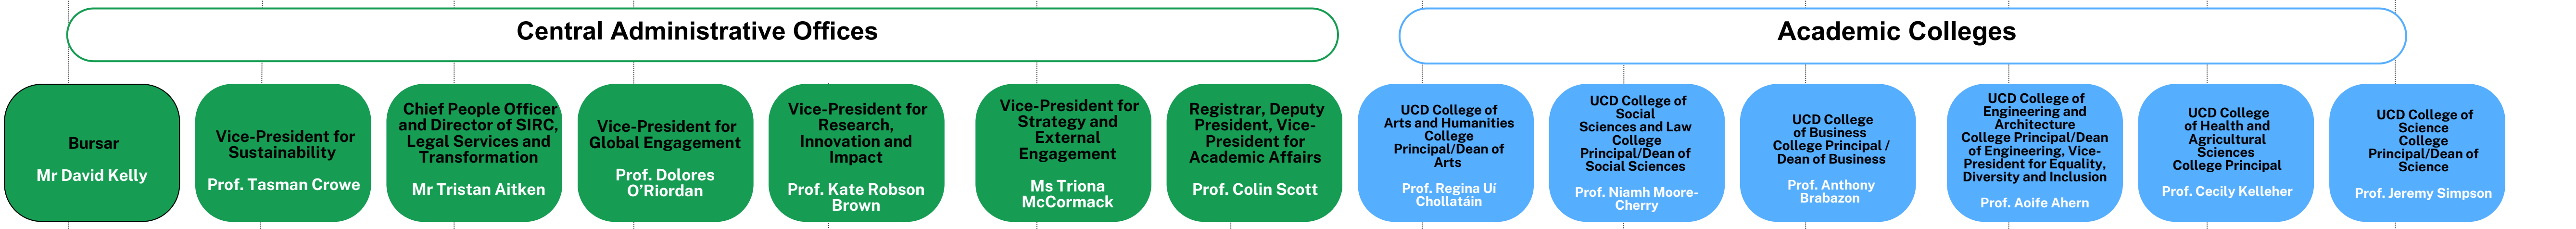 Central Administrative Offices
Academic Colleges
Bursar
Mr David Kelly
Vice-President for
Sustainability
Prof. Tasman Crowe
Chief People Officer
and Director of SIRC,
Legal Services and
Transformation
Mr Tristan Aitken
Vice-President for
Global Engagement
Prof. Dolores
O'Riordan
Vice-President for
Research,
Innovation and
Impact
Prof. Kate Robson
Brown
Vice-President for
Strategy and
External
Engagement
Ms Triona
McCormack
Registrar, Deputy
President, Vice-
President for
Academic Affairs
Prof. Colin Scott
UCD College of
Arts and Humanities
College
Principal/Dean of
Arts
Prof. Regina Uí
Chollatáin
UCD College of
Social
Sciences and Law
College
Principal/Dean of
Social Sciences
Prof. Niamh Moore-
Cherry
UCD College
of Business
College Principal /
Dean of Business
Prof. Anthony
Brabazon
UCD College of
Engineering and
Architecture
College Principal/Dean
of Engineering, Vice-
President for Equality,
Diversity and Inclusion
Prof. Aoife Ahern
UCD College
of Health and
Agricultural
Sciences
College Principal
Prof. Cecily Kelleher
UCD College of
Science
College
Principal/Dean of
Science
Prof. Jeremy Simpson